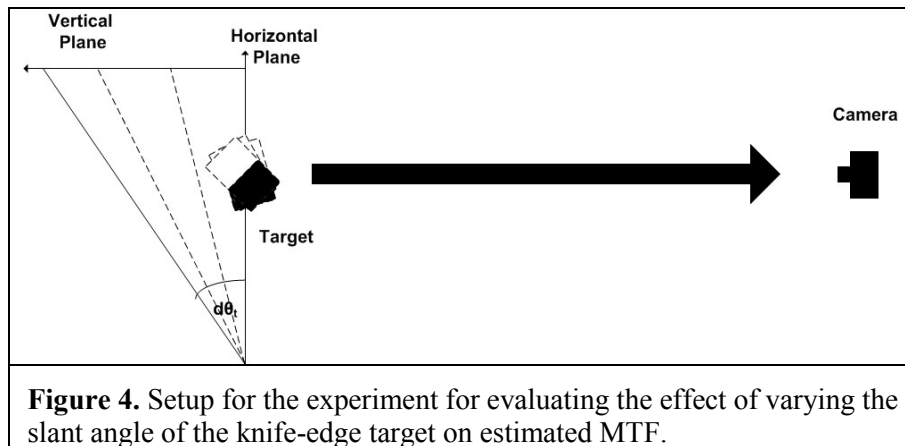 Vertical
Plane
Horizontal
Plane
Camera
Target
dθt
Figure 4. Setup for the experiment for evaluating the effect of varying the
slant angle of the knife-edge target on estimated MTF.